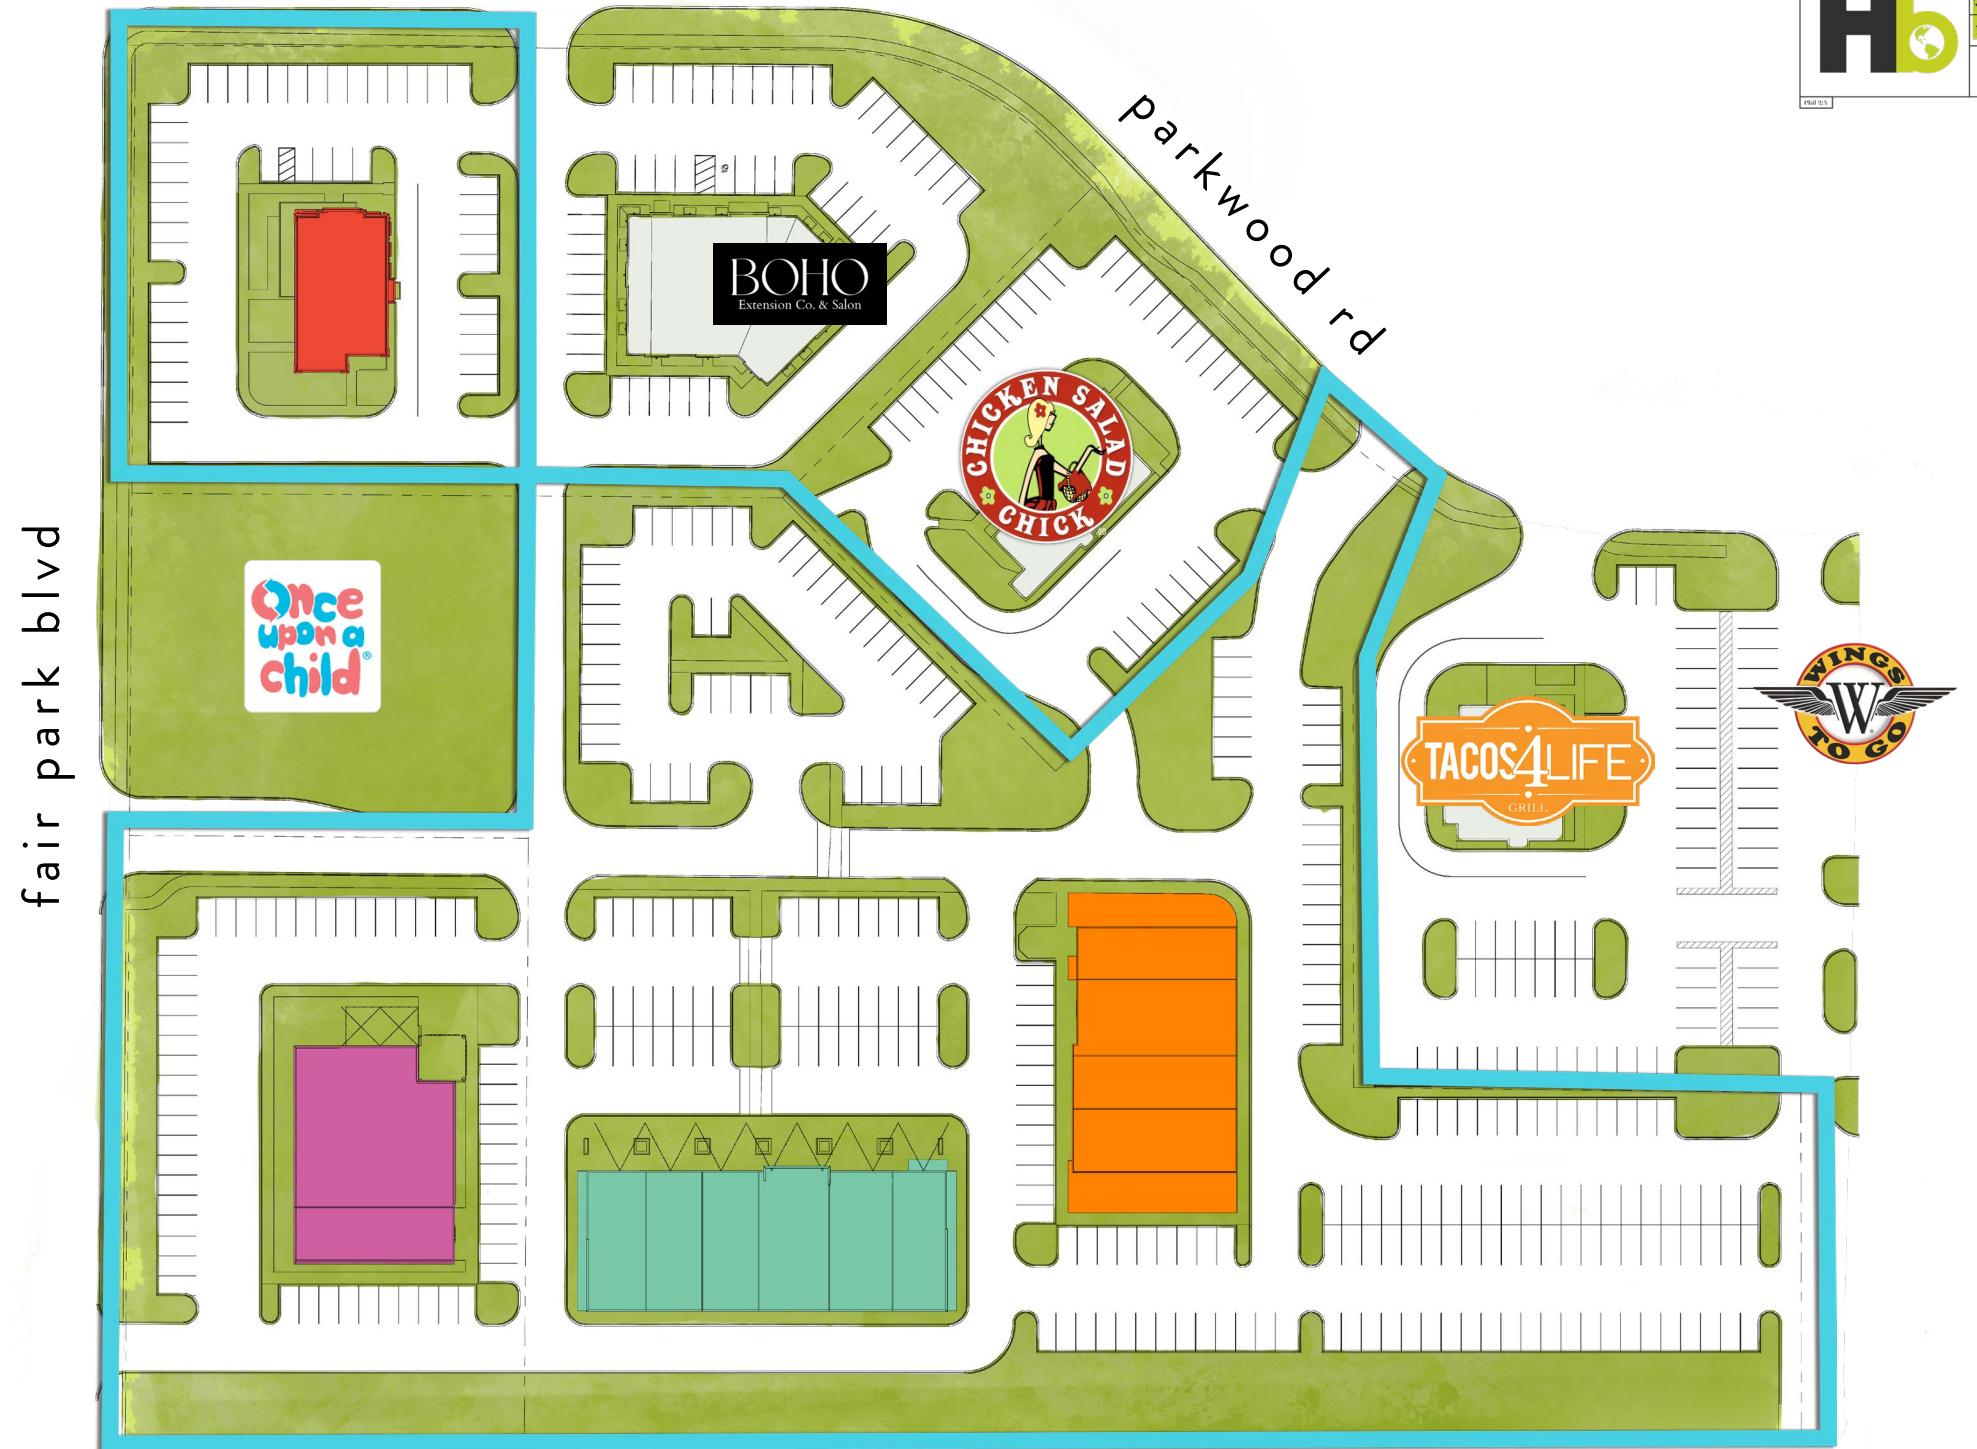 Hb
parkwood rd
BOHO
Extension Co. & Salon
CHICKEN SALAD
CHICK
fair park blvd
Once
upon a
child®
WINGS
W
TO GO
TACOS4LIFE
GRILL